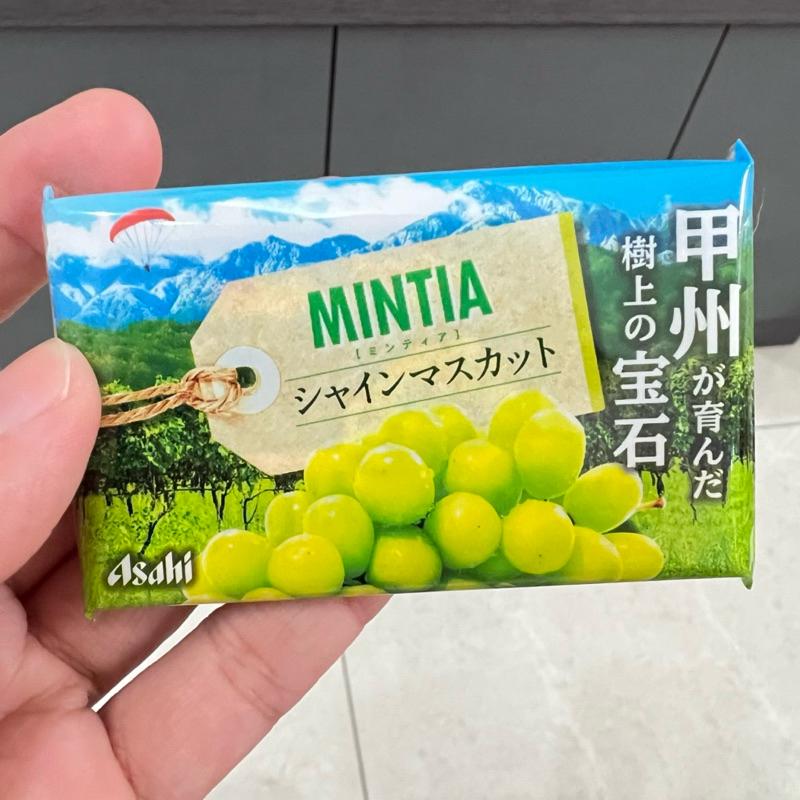 MINTIA
[ミンティア]
シャインマスカット
甲州が育んだ
樹上の宝石
Asahi